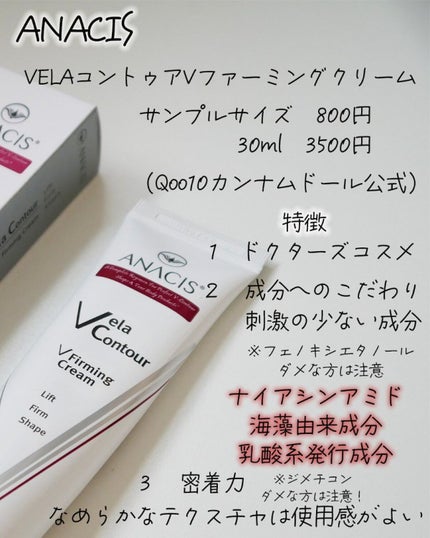 ANACIS
VELAコントゥアVファーミングクリーム
サンプルサイズ 800円
30ml 3500円
(Qoo10カンナムドール公式)
特徴
1 ドクターズコスメ
2 成分へのこだわり
刺激の少ない成分
※フェノキシエタノール
ダメな方は注意
ナイアシンアミド
海藻由来成分
乳酸系発行成分
3 密着力 ※ジメチコン
ダメな方は注意!
なめらかなテクスチャは使用感がよい
ANACIS®
Contour
Firming Cream
ANACIS®
Vela
Contour
V Firming
Cream
Lift
Firm
Shape